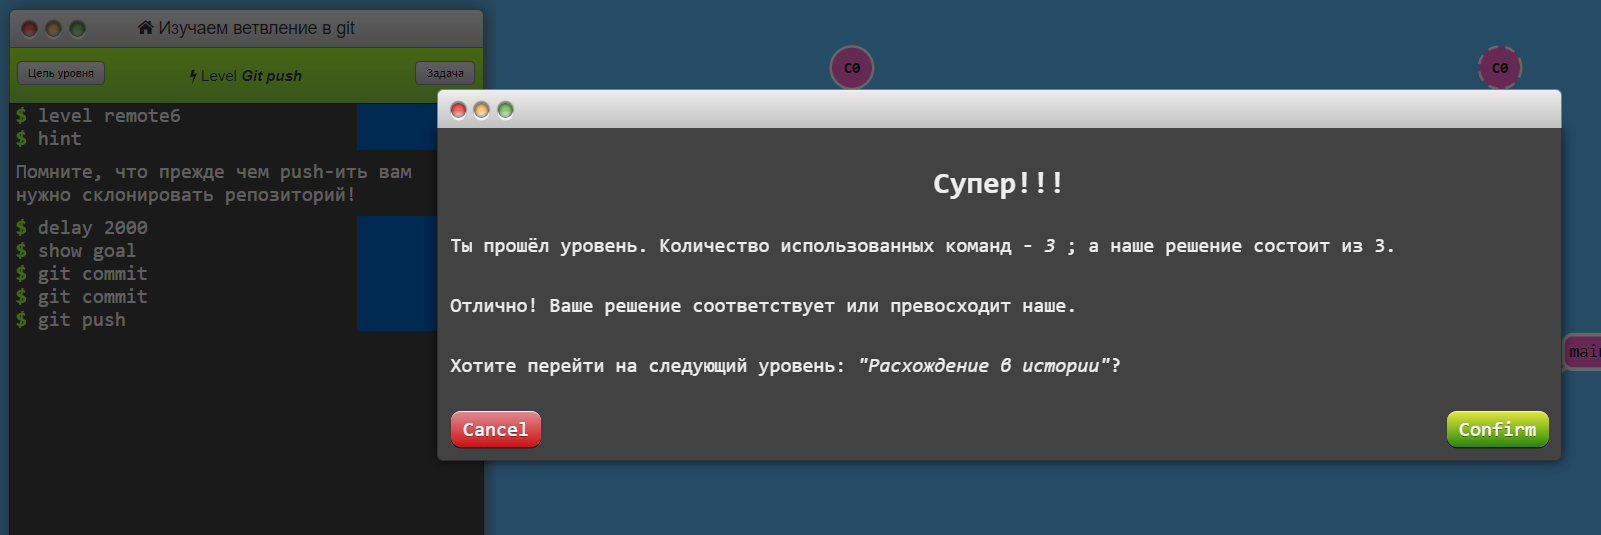 Изучаем ветвление в git
Цель уровня
Level Git push
Задача
$ level remote6
$ hint
Помните, что прежде чем push-ить вам
нужно склонировать репозиторий!
$ delay 2000
$ show goal
$ git commit
$ git commit
$ git push
C0
C0
Супер!!!
Ты прошёл уровень. Количество использованных команд - 3 ; а наше решение состоит из 3.
Отлично! Ваше решение соответствует или превосходит наше.
Хотите перейти на следующий уровень: "Расхождение в истории"?
Cancel
Confirm